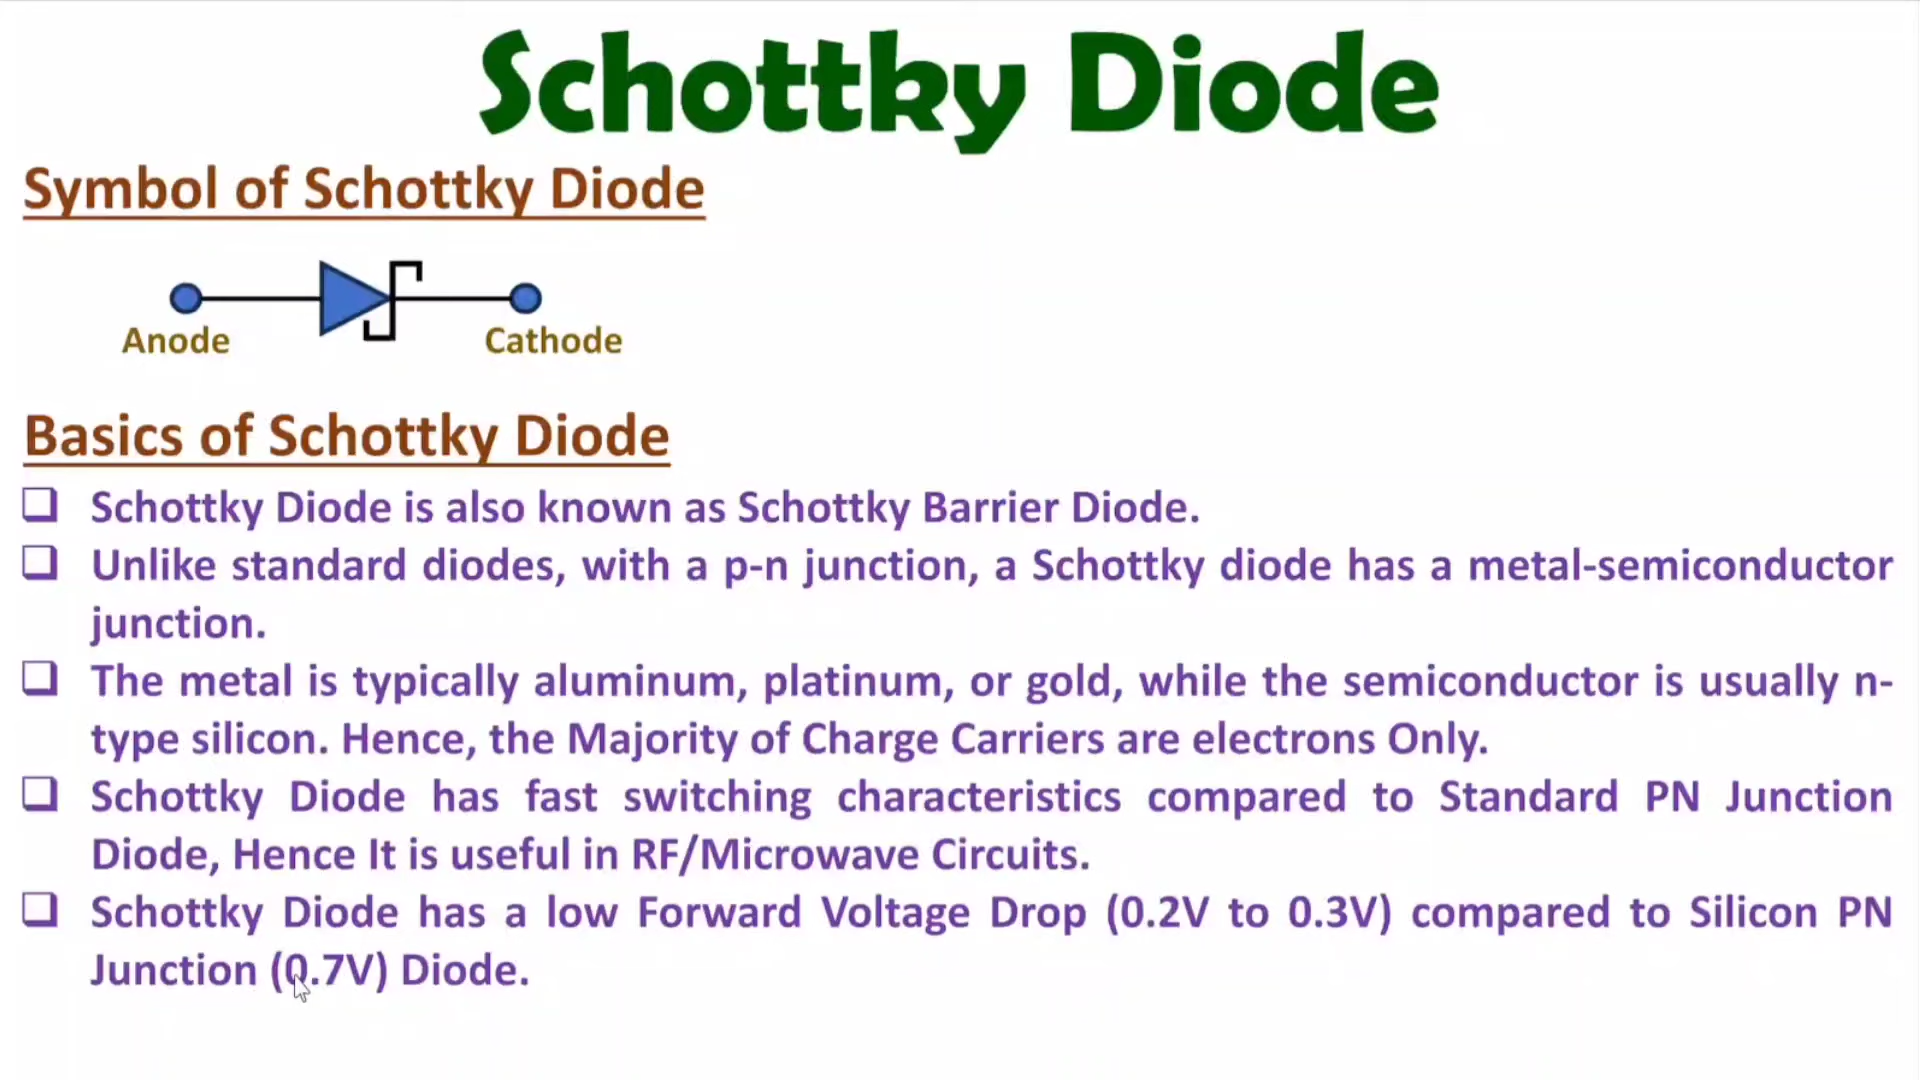 Schottky Diode
Symbol of Schottky Diode
Anode
Cathode
Basics of Schottky Diode
Schottky Diode is also known as Schottky Barrier Diode.
Unlike standard diodes, with a p-n junction, a Schottky diode has a metal-semiconductor
junction.
The metal is typically aluminum, platinum, or gold, while the semiconductor is usually n-
type silicon. Hence, the Majority of Charge Carriers are electrons Only.
Schottky Diode has fast switching characteristics compared to Standard PN Junction
Diode, Hence It is useful in RF/Microwave Circuits.
Schottky Diode has a low Forward Voltage Drop (0.2V to 0.3V) compared to Silicon PN
Junction (0.7V) Diode.